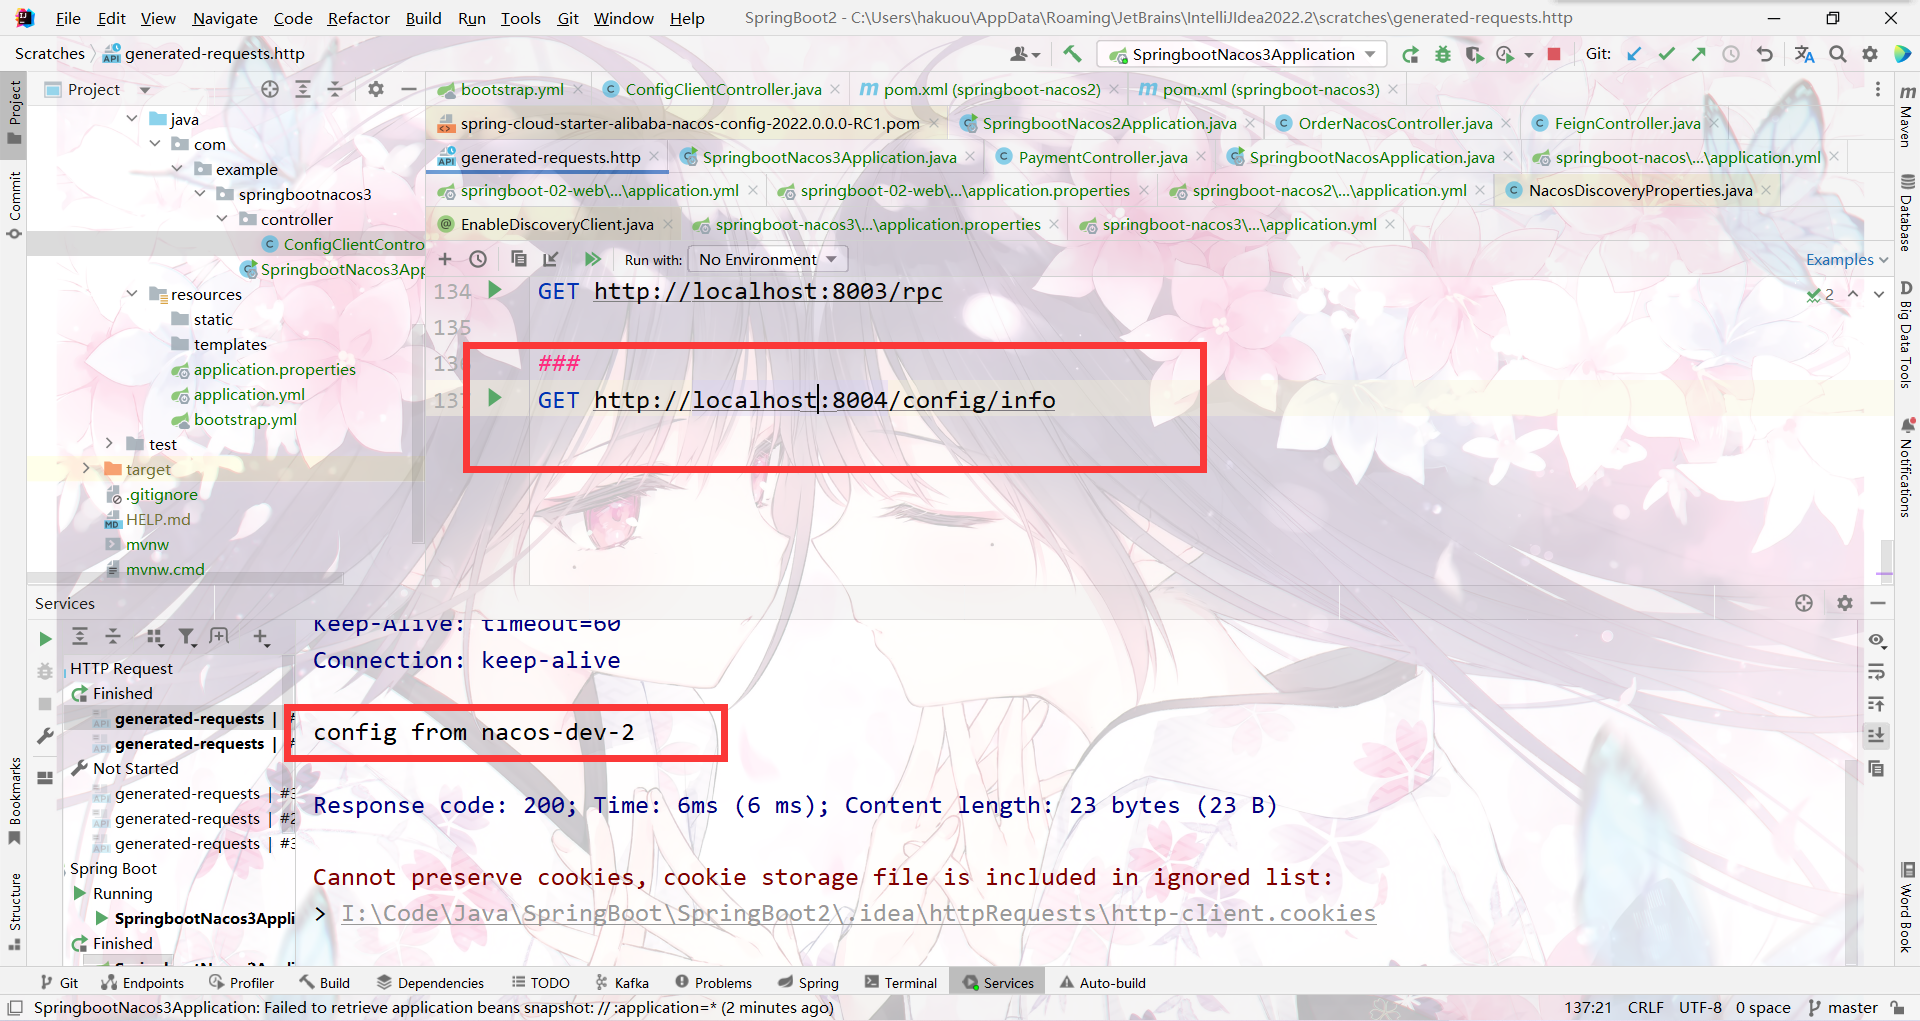 File Edit View Navigate Code Refactor Build Run Tools Git Window Help SpringBoot2 - C:\Users\hakuou\AppData\Roaming\JetBrains\IntelliJIdea2022.2\scratches\generated-requests.http
Scratches generated-requests.http SpringbootNacos3Application Git:
Project
bootstrap.yml ConfigClientController.java pom.xml (springboot-nacos2) pom.xml (springboot-nacos3)
spring-cloud-starter-alibaba-nacos-config-2022.0.0.0-RC1.pom SpringbootNacos2Application.java OrderNacosController.java FeignController.java
generated-requests.http SpringbootNacos3Application.java PaymentController.java SpringbootNacosApplication.java springboot-nacos\...\application.yml
springboot-02-web\...\application.yml springboot-02-web\...\application.properties springboot-nacos2\...\application.yml NacosDiscoveryProperties.java
EnableDiscoveryClient.java springboot-nacos3\...\application.properties springboot-nacos3\...\application.yml
Run with: No Environment Examples
java
com
example
springbootnacos3
controller
ConfigClientContro
SpringbootNacos3App
resources
static
templates
application.properties
application.yml
bootstrap.yml
test
target
.gitignore
HELP.md
mvnw
mvnw.cmd
134 GET http://localhost:8003/rpc
2
135
136 ###
137 GET http://localhost:8004/config/info
Services
HTTP Request
Finished
generated-requests | #
generated-requests | #
Not Started
generated-requests | #3
generated-requests | #2
generated-requests | #3
Spring Boot
Running
SpringbootNacos3Appli
Finished
SpringbootNacos3Appli
Keep-Alive: timeout=60
Connection: keep-alive
config from nacos-dev-2
Response code: 200; Time: 6ms (6 ms); Content length: 23 bytes (23 B)
Cannot preserve cookies, cookie storage file is included in ignored list:
> I:\Code\Java\SpringBoot\SpringBoot2\.idea\httpRequests\http-client.cookies
Project
Commit
Bookmarks
Structure
Maven
Database
Big Data Tools
Notifications
Word Book
Git Endpoints Profiler Build Dependencies TODO Kafka Problems Spring Terminal Services Auto-build
SpringbootNacos3Application: Failed to retrieve application beans snapshot: // :application=* (2 minutes ago) 137:21 CRLF UTF-8 0 space master